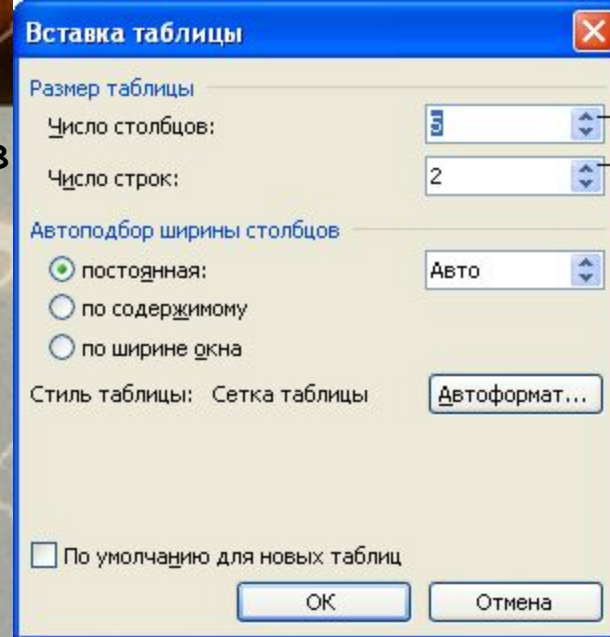 Вставка таблицы
Размер таблицы
Число столбцов: 5
Число строк: 2
Автоподбор ширины столбцов
постоянная: Авто
по содержимому
по ширине окна
Стиль таблицы: Сетка таблицы Автоформат...
По умолчанию для новых таблиц
ОК Отмена